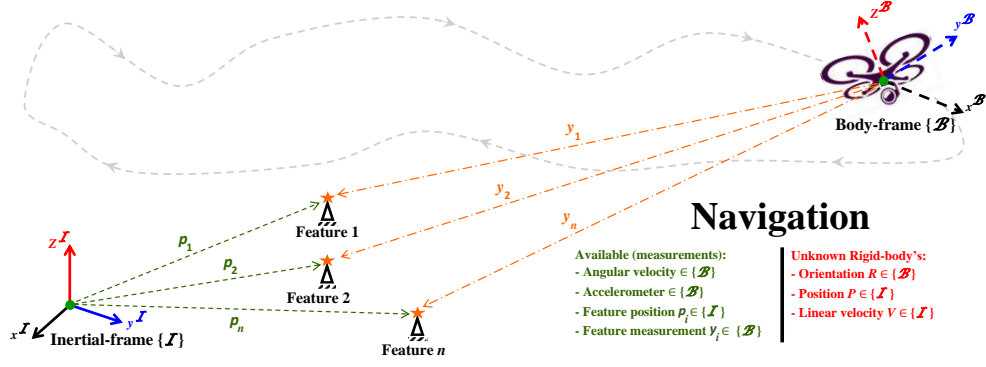 z𝓘
x𝓘
y𝓘
Inertial-frame {𝓘}
p₁
p₂
pₙ
Feature 1
Feature 2
Feature n
y₁
y₂
yₙ
z𝓑
y𝓑
x𝓑
Body-frame {𝓑}
Navigation
Available (measurements):
- Angular velocity ∈ {𝓑}
- Accelerometer ∈ {𝓑}
- Feature position pᵢ ∈ {𝓘}
- Feature measurement yᵢ ∈ {𝓑}
Unknown Rigid-body's:
- Orientation R ∈ {𝓑}
- Position P ∈ {𝓘}
- Linear velocity V ∈ {𝓘}